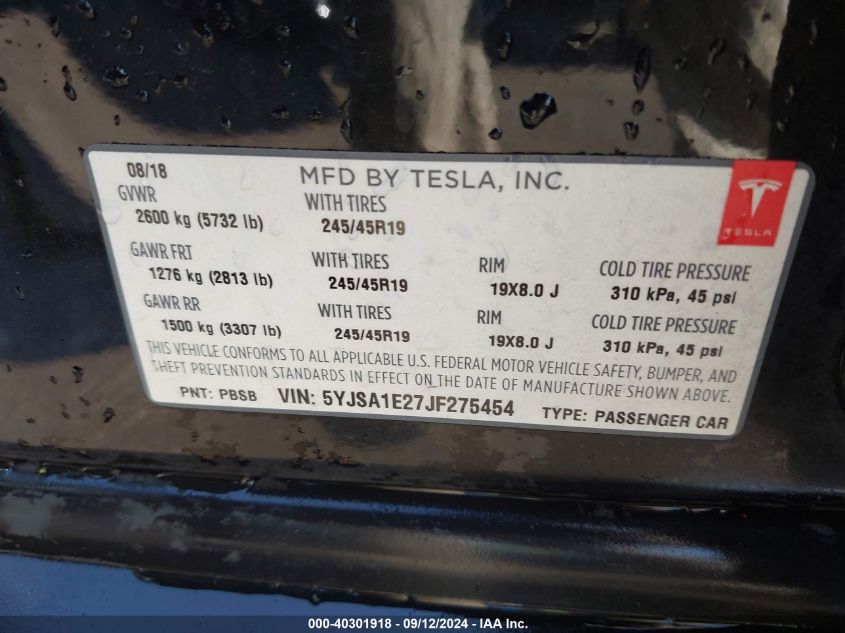 08/18 MFD BY TESLA, INC.
GVWR WITH TIRES
2600 kg (5732 lb) 245/45R19
TESLA
GAWR FRT WITH TIRES RIM COLD TIRE PRESSURE
1276 kg (2813 lb) 245/45R19 19X8.0 J 310 kPa, 45 psi
GAWR RR WITH TIRES RIM COLD TIRE PRESSURE
1500 kg (3307 lb) 245/45R19 19X8.0 J 310 kPa, 45 psi
THIS VEHICLE CONFORMS TO ALL APPLICABLE U.S. FEDERAL MOTOR VEHICLE SAFETY, BUMPER, AND
THEFT PREVENTION STANDARDS IN EFFECT ON THE DATE OF MANUFACTURE SHOWN ABOVE.
PNT: PBSB VIN: 5YJSA1E27JF275454 TYPE: PASSENGER CAR
000-40301918 - 09/12/2024 - IAA Inc.